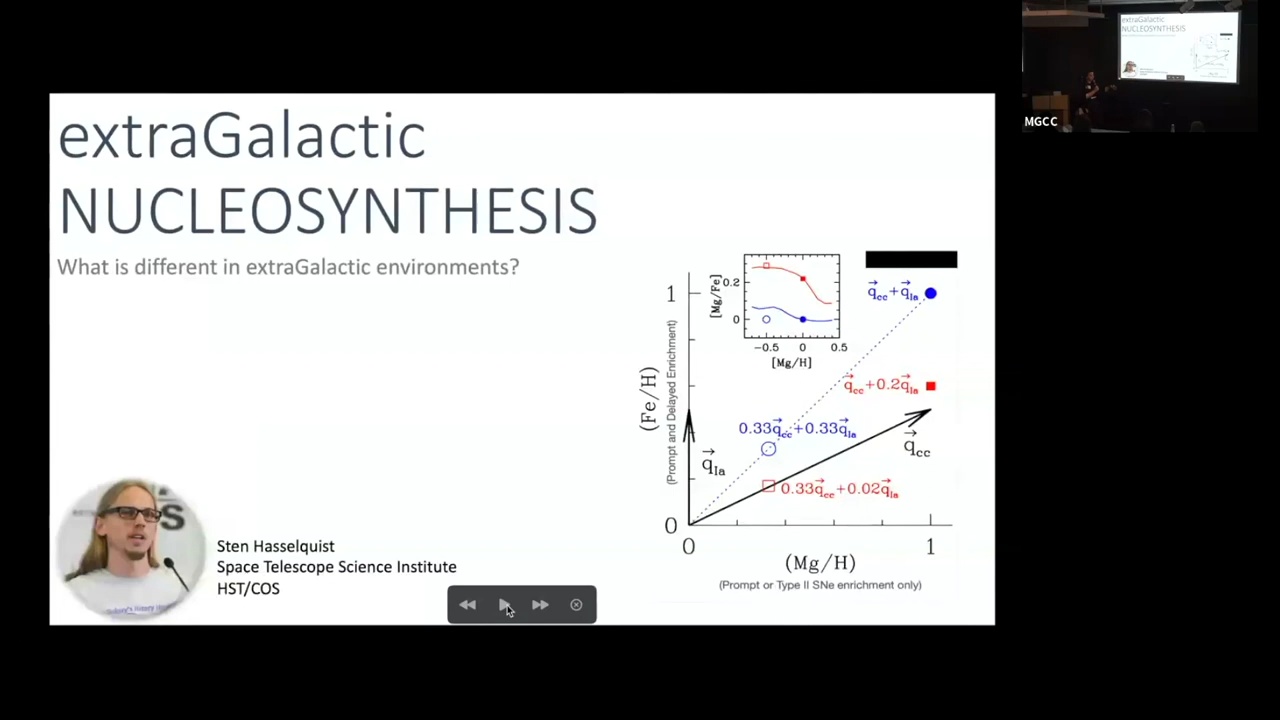 extraGalactic
NUCLEOSYNTHESIS
What is different in extraGalactic environments?
Sten Hasselquist
Space Telescope Science Institute
HST/COS
[Mg/Fe]
0.2
0
−0.5
0
0.5
[Mg/H]
q⃗cc+q⃗Ia
q⃗cc+0.2q⃗Ia
0.33q⃗cc+0.33q⃗Ia
q⃗cc
q⃗Ia
0.33q⃗cc+0.02q⃗Ia
1
(Fe/H)
(Prompt and Delayed Enrichment)
0
0
1
(Mg/H)
(Prompt or Type II SNe enrichment only)
extraGalactic
NUCLEOSYNTHESIS
MGCC